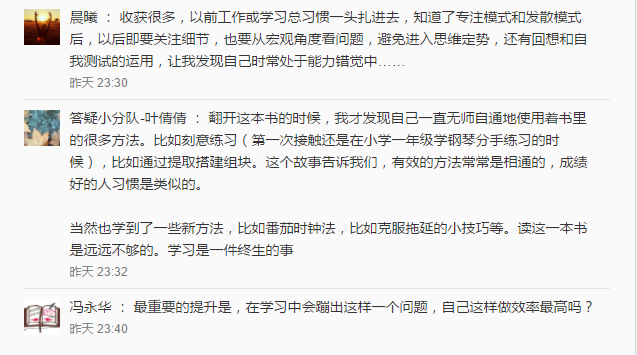 晨曦 ： 收获很多，以前工作或学习总习惯一头扎进去，知道了专注模式和发散模式
后，以后即要关注细节，也要从宏观角度看问题，避免进入思维定势，还有回想和自
我测试的运用，让我发现自己时常处于能力错觉中……
昨天 23:30
答疑小分队-叶倩倩 ： 翻开这本书的时候，我才发现自己一直无师自通地使用着书里
的很多方法。比如刻意练习（第一次接触还是在小学一年级学钢琴分手练习的时
候），比如通过提取搭建组块。这个故事告诉我们，有效的方法常常是相通的，成绩
好的人习惯是类似的。
当然也学到了一些新方法，比如番茄时钟法，比如克服拖延的小技巧等。读这一本书
是远远不够的。学习是一件终生的事
昨天 23:32
冯永华 ： 最重要的提升是，在学习中会蹦出这样一个问题，自己这样做效率最高吗？
昨天 23:40